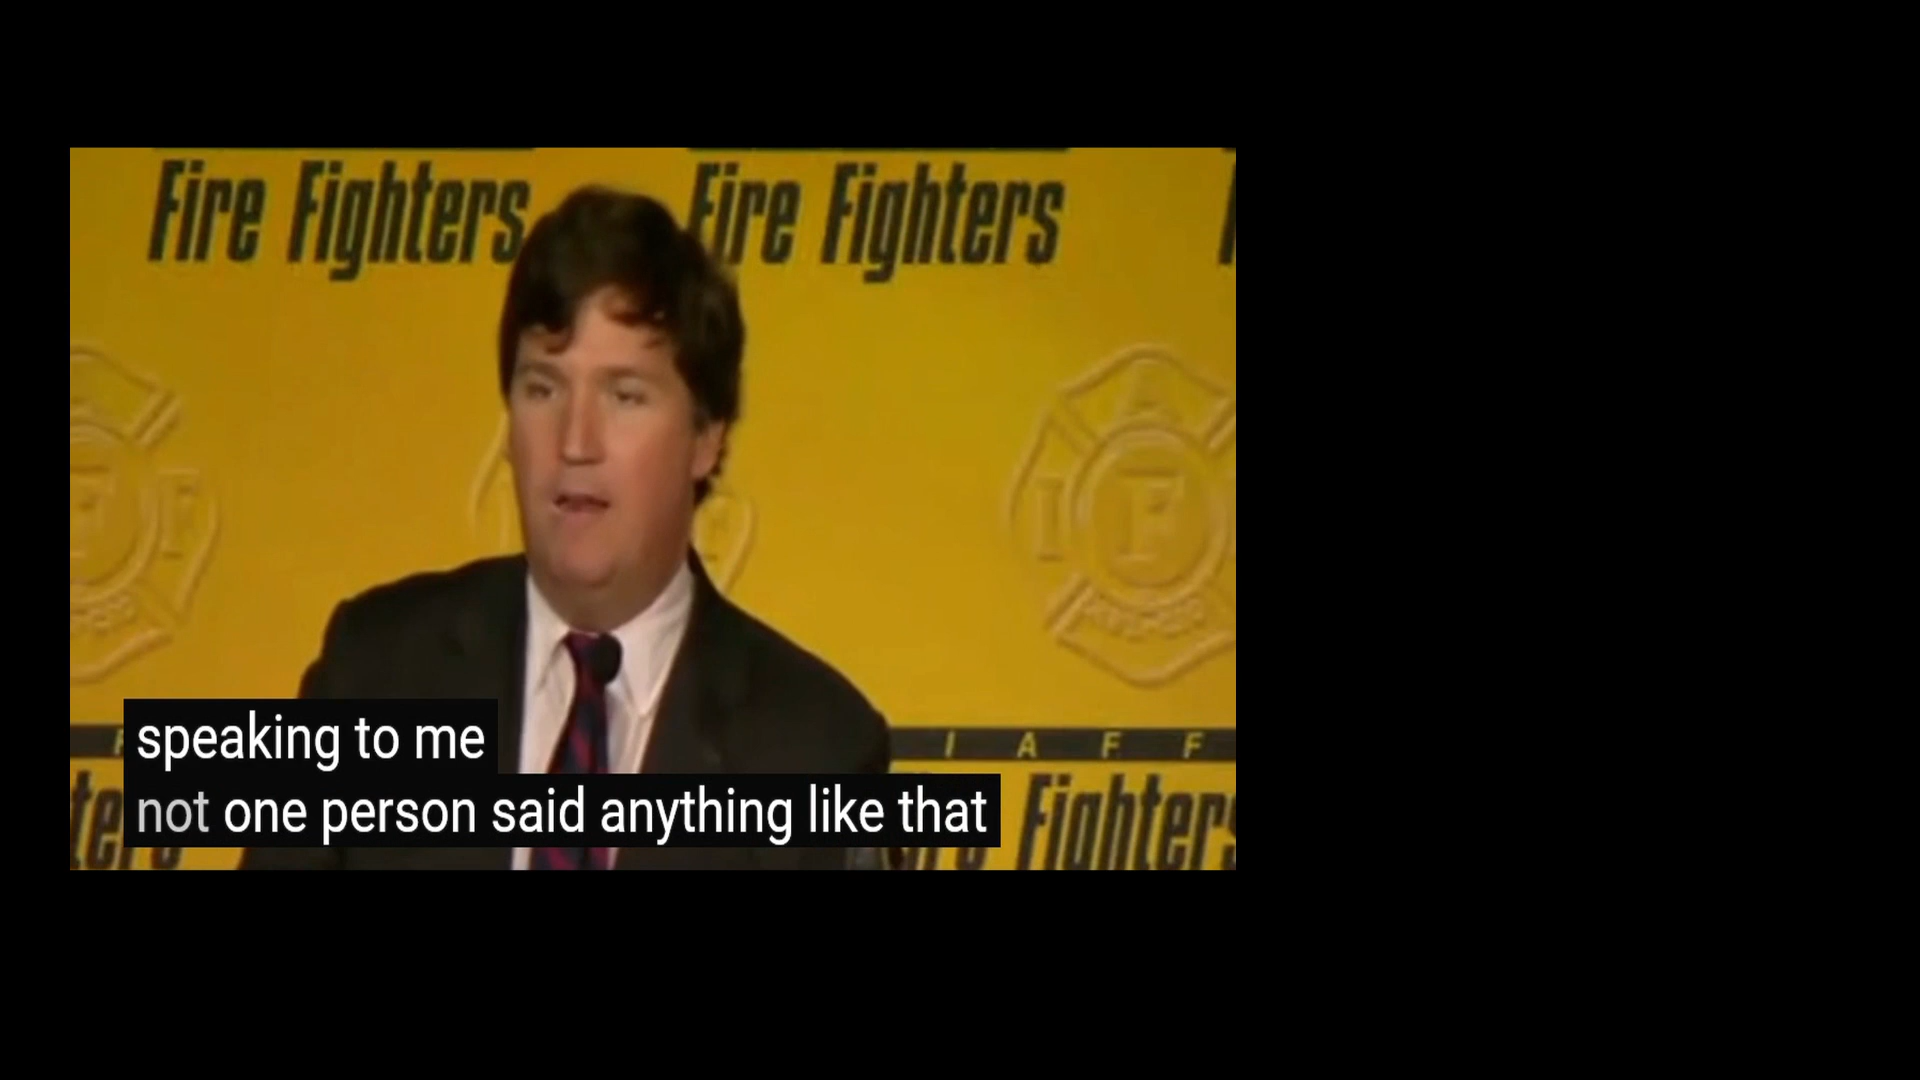 Fire Fighters Fire Fighters
I A F F
speaking to me
not one person said anything like that
Fighters